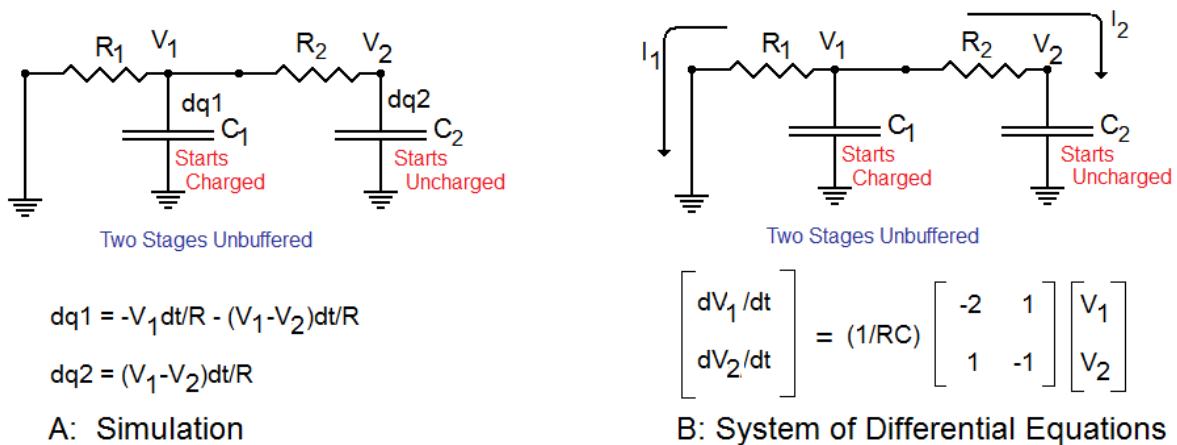 R1 V1 R2 V2
dq1 dq2
C1 C2
Starts Charged
Starts Uncharged
Two Stages Unbuffered
dq1 = -V1dt/R - (V1-V2)dt/R
dq2 = (V1-V2)dt/R
A: Simulation
I1 R1 V1 R2 V2 I2
C1 C2
Starts Charged
Starts Uncharged
Two Stages Unbuffered
dV1/dt -2 1 V1
= (1/RC)
dV2/dt 1 -1 V2
B: System of Differential Equations